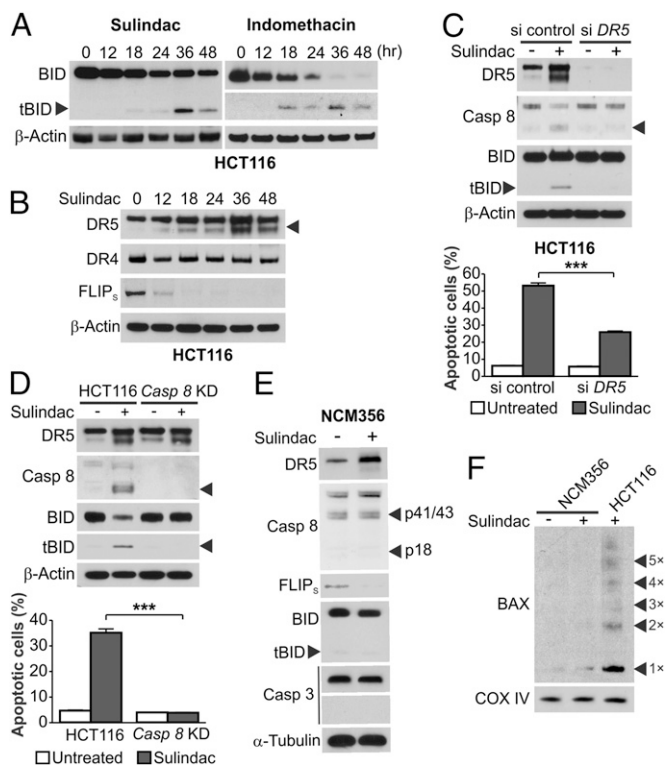 A
Sulindac Indomethacin
0 12 18 24 36 48 0 12 18 24 36 48 (hr)
BID
tBID
β-Actin
HCT116
B
Sulindac 0 12 18 24 36 48
DR5
DR4
FLIPs
β-Actin
HCT116
C
si control si DR5
Sulindac - + - +
DR5
Casp 8
BID
tBID
β-Actin
HCT116
Apoptotic cells (%)
60
50
40
30
20
10
0
***
si control si DR5
Untreated Sulindac
D
HCT116 Casp 8 KD
Sulindac - + - +
DR5
Casp 8
BID
tBID
β-Actin
Apoptotic cells (%)
40
30
20
10
0
***
HCT116 Casp 8 KD
Untreated Sulindac
E
NCM356
Sulindac - +
DR5
Casp 8
p41/43
p18
FLIPs
BID
tBID
Casp 3
α-Tubulin
F
NCM356 HCT116
Sulindac - + +
BAX
5×
4×
3×
2×
1×
COX IV